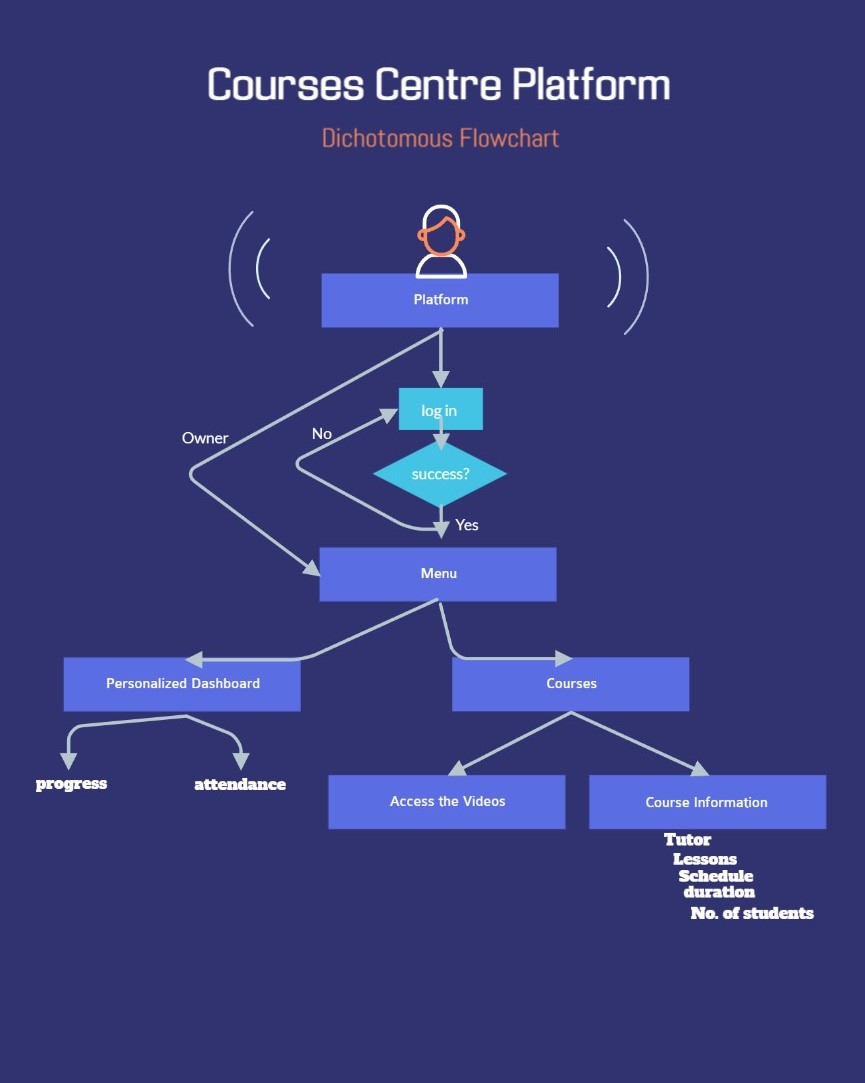 Courses Centre Platform
Dichotomous Flowchart
Platform
log in
Owner
No
success?
Yes
Menu
Personalized Dashboard
Courses
progress
attendance
Access the Videos
Course Information
Tutor
Lessons
Schedule
duration
No. of students